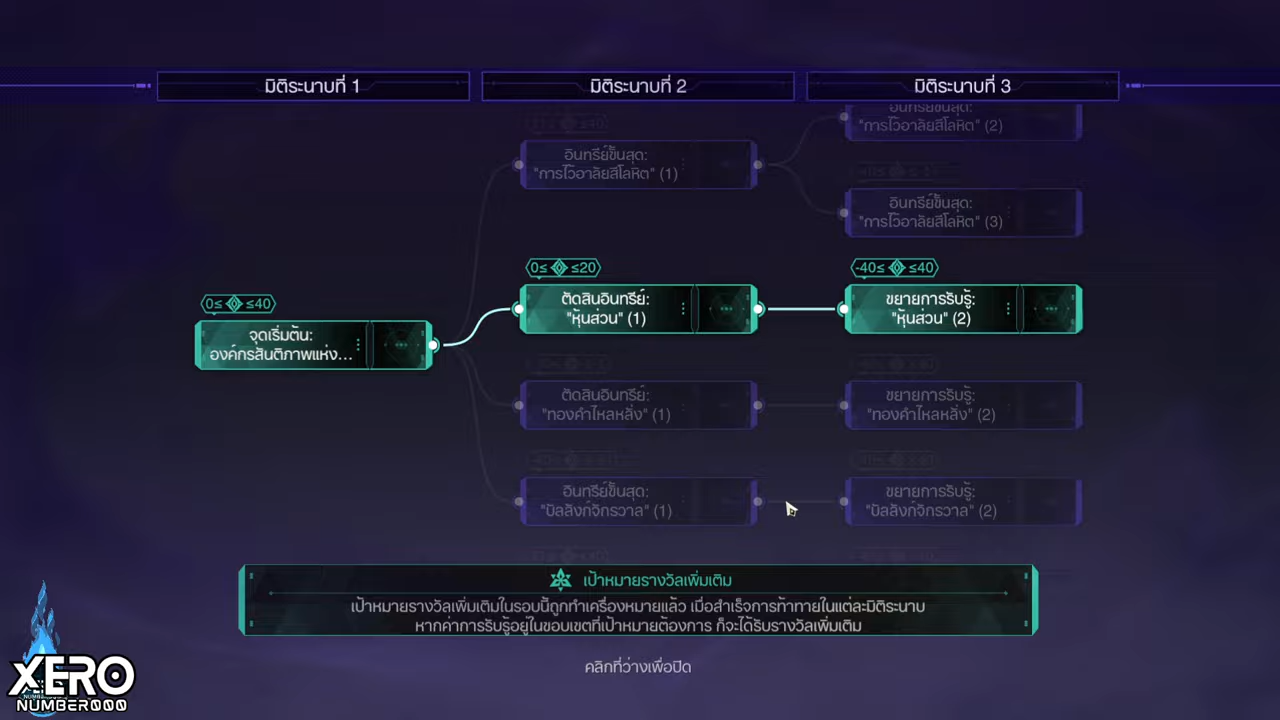 มิติระนาบที่ 1
มิติระนาบที่ 2
มิติระนาบที่ 3
อินทรีย์ขั้นสุด:
"การไว้อาลัยสีโลหิต" (2)
อินทรีย์ขั้นสุด:
"การไว้อาลัยสีโลหิต" (1)
อินทรีย์ขั้นสุด:
"การไว้อาลัยสีโลหิต" (3)
0≤ ≤20
-40≤ ≤40
ตัดสินอินทรีย์:
"หุ้นส่วน" (1)
ขยายการรับรู้:
"หุ้นส่วน" (2)
0≤ ≤40
จุดเริ่มต้น:
องค์กรสันติภาพแห่ง...
ตัดสินอินทรีย์:
"ทองคำไหลหลั่ง" (1)
ขยายการรับรู้:
"ทองคำไหลหลั่ง" (2)
อินทรีย์ขั้นสุด:
"บัลลังก์จักรวาล" (1)
ขยายการรับรู้:
"บัลลังก์จักรวาล" (2)
เป้าหมายรางวัลเพิ่มเติม
เป้าหมายรางวัลเพิ่มเติมในรอบนี้ถูกทำเครื่องหมายแล้ว เมื่อสำเร็จการท้าทายในแต่ละมิติระนาบ
หากค่าการรับรู้อยู่ในขอบเขตที่เป้าหมายต้องการ ก็จะได้รับรางวัลเพิ่มเติม
คลิกที่ว่างเพื่อปิด
XERO
NUMBER000